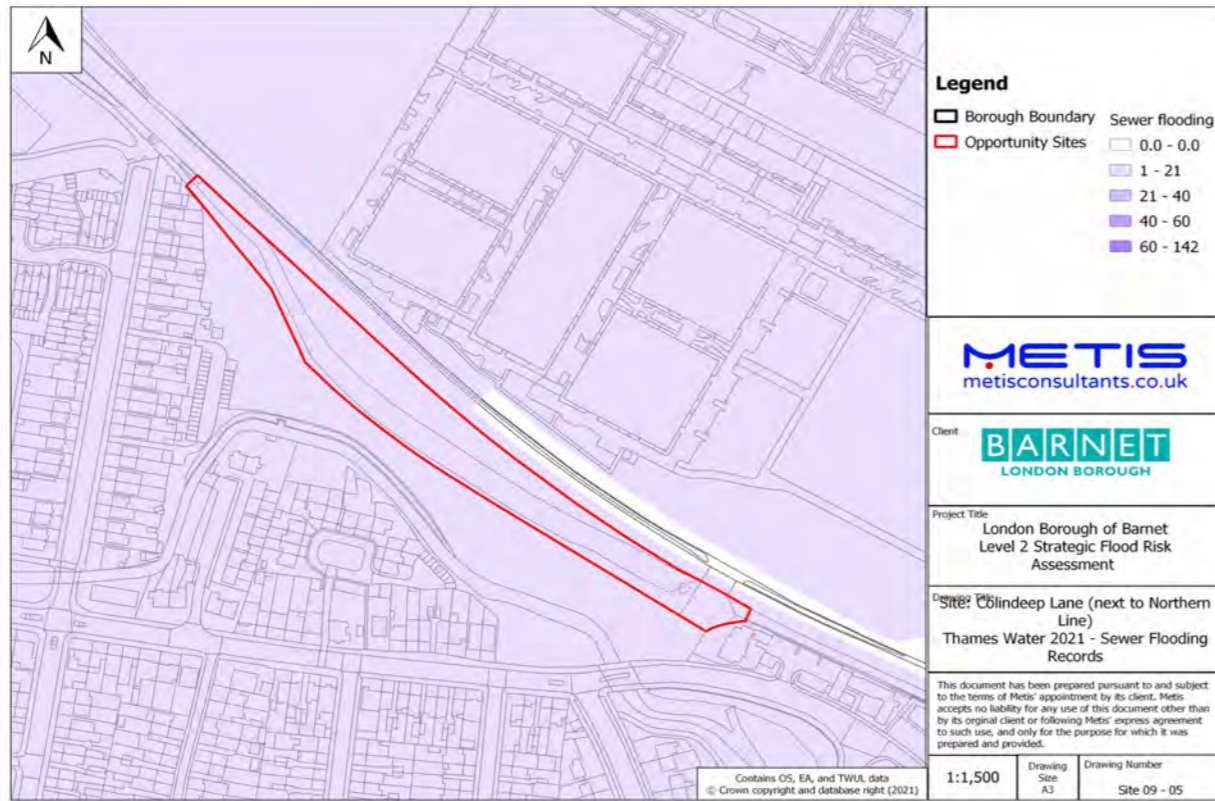 N
Contains OS, EA, and TWUL data
© Crown copyright and database right (2021)
Legend
Borough Boundary
Opportunity Sites
Sewer flooding
0.0 - 0.0
1 - 21
21 - 40
40 - 60
60 - 142
METIS
metisconsultants.co.uk
Client
BARNET
LONDON BOROUGH
Project Title
London Borough of Barnet
Level 2 Strategic Flood Risk
Assessment
Drawing Title
Site: Colindeep Lane (next to Northern
Line)
Thames Water 2021 - Sewer Flooding
Records
This document has been prepared pursuant to and subject
to the terms of Metis' appointment by its client. Metis
accepts no liability for any use of this document other than
by its orginal client or following Metis' express agreement
to such use, and only for the purpose for which it was
prepared and provided.
1:1,500
Drawing
Size
A3
Drawing Number
Site 09 - 05